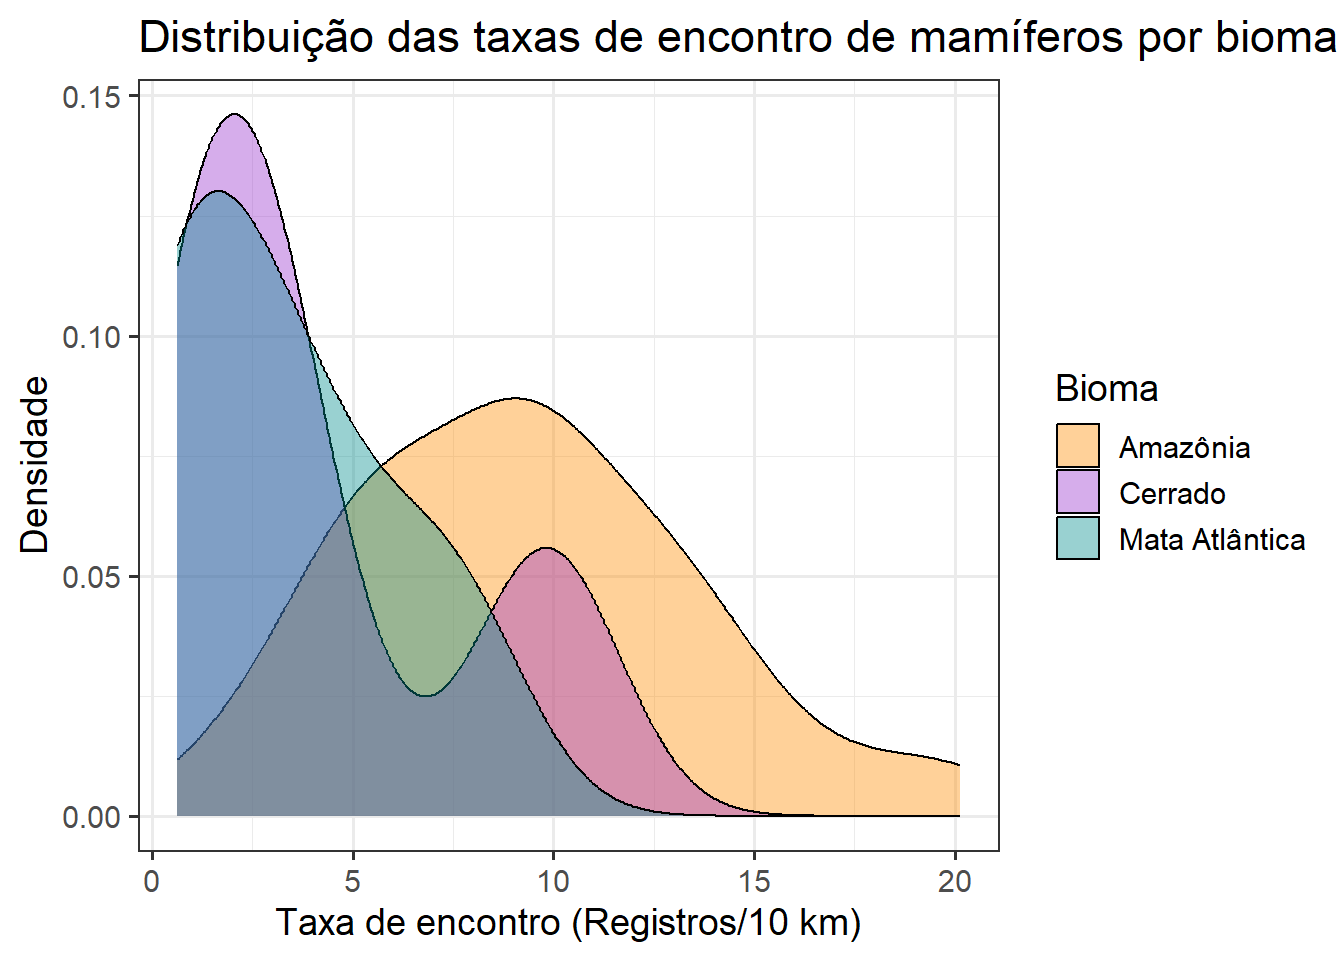 Distribuição das taxas de encontro de mamíferos por bioma
0.15
0.10
0.05
0.00
Densidade
0
5
10
15
20
Taxa de encontro (Registros/10 km)
Bioma
Amazônia
Cerrado
Mata Atlântica